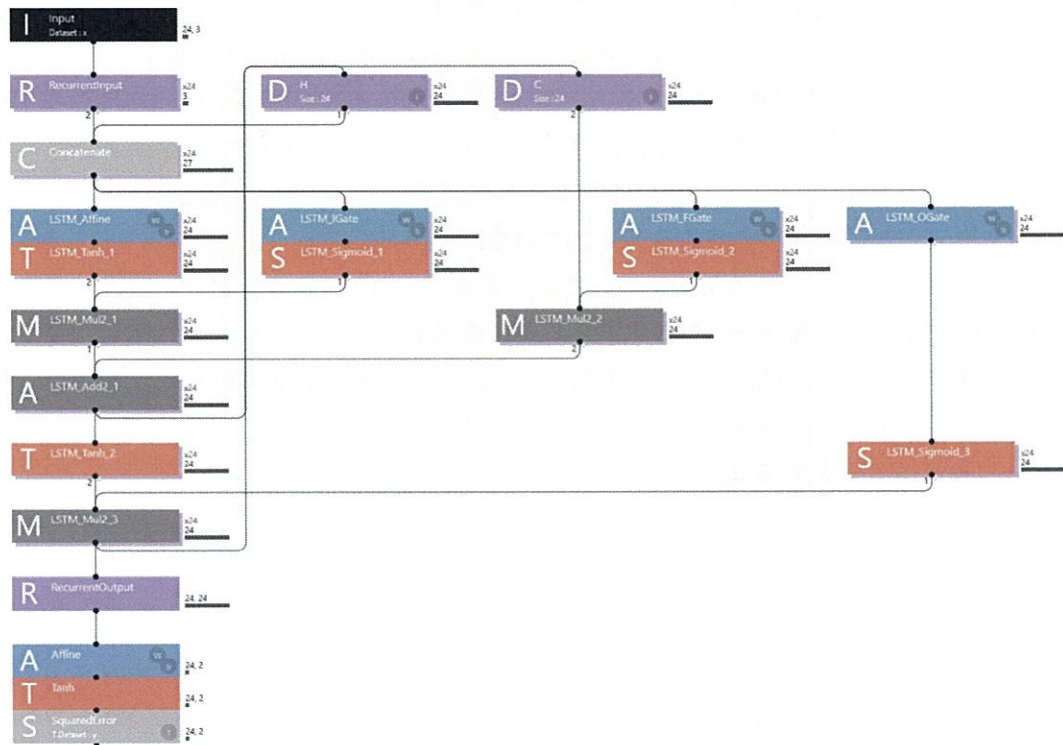 I Input
Dataset : x
24, 3
R RecurrentInput
x24
3
2
D H
Size : 24
x24
24
1
D C
Size : 24
x24
24
2
C Concatenate
x24
27
A LSTM_Affine
W
b
x24
24
A LSTM_IGate
W
b
x24
24
A LSTM_FGate
W
b
x24
24
A LSTM_OGate
W
b
x24
24
T LSTM_Tanh_1
x24
24
2
S LSTM_Sigmoid_1
x24
24
1
S LSTM_Sigmoid_2
x24
24
1
M LSTM_Mul2_1
x24
24
1
M LSTM_Mul2_2
x24
24
2
A LSTM_Add2_1
x24
24
T LSTM_Tanh_2
x24
24
2
S LSTM_Sigmoid_3
x24
24
1
M LSTM_Mul2_3
x24
24
R RecurrentOutput
24, 24
A Affine
W
b
24, 2
T Tanh
24, 2
S SquaredError
T.Dataset : y
T
24, 2